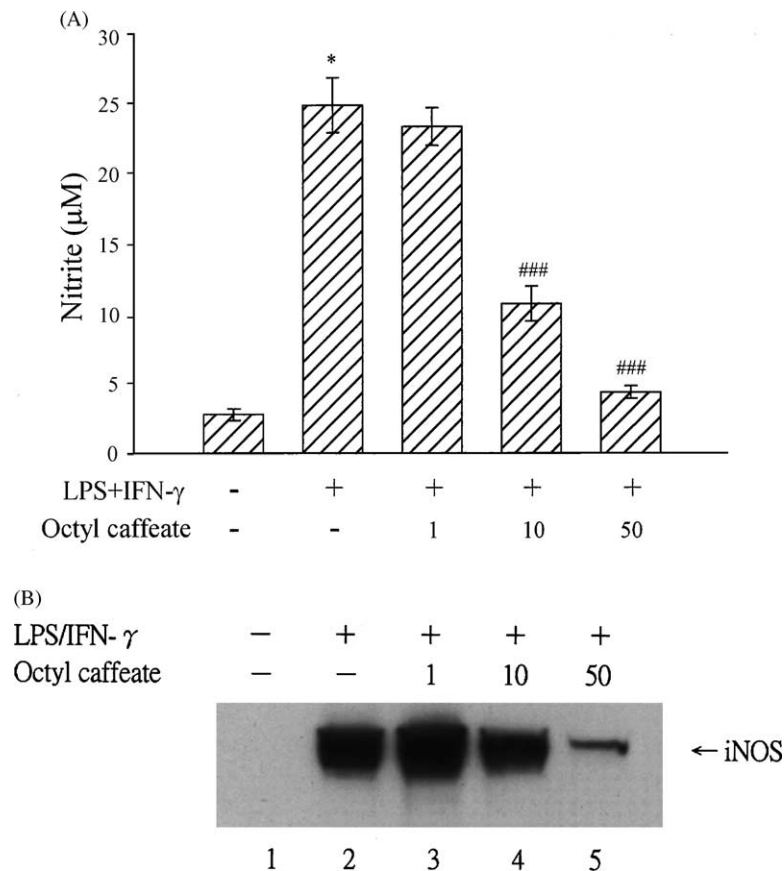 (A)
30
25
20
15
10
5
0
Nitrite (μM)
*
###
###
LPS+IFN-γ - + + + +
Octyl caffeate - - 1 10 50
(B)
LPS/IFN-γ − + + + +
Octyl caffeate − − 1 10 50
← iNOS
1 2 3 4 5